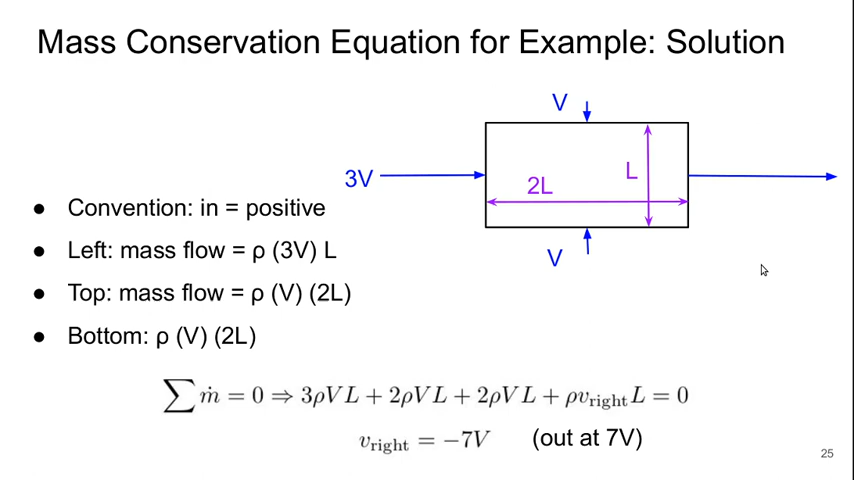 Mass Conservation Equation for Example: Solution
V
3V
2L
L
V
● Convention: in = positive
● Left: mass flow = ρ (3V) L
● Top: mass flow = ρ (V) (2L)
● Bottom: ρ (V) (2L)
∑ ṁ = 0 ⇒ 3ρVL + 2ρVL + 2ρVL + ρv_right L = 0
v_right = −7V (out at 7V)
25